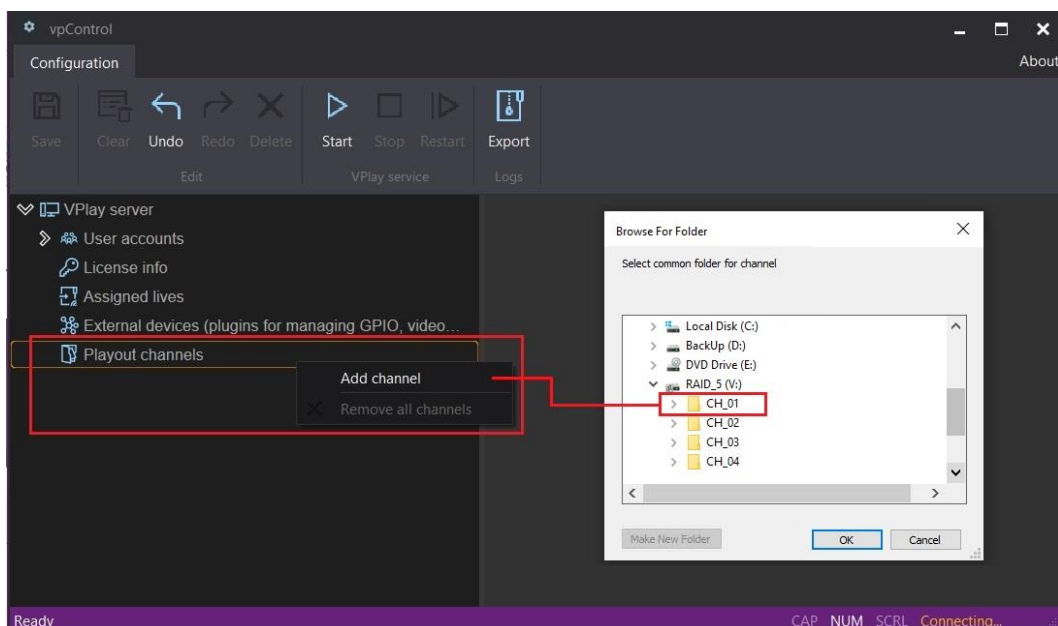 vpControl
Configuration
About
Save
Clear
Undo
Redo
Delete
Start
Stop
Restart
Export
Edit
VPlay service
Logs
VPlay server
User accounts
License info
Assigned lives
External devices (plugins for managing GPIO, video...
Playout channels
Add channel
Remove all channels
Browse For Folder
Select common folder for channel
Local Disk (C:)
BackUp (D:)
DVD Drive (E:)
RAID_5 (V:)
CH_01
CH_02
CH_03
CH_04
Make New Folder
OK
Cancel
Ready
CAP NUM SCRL Connecting...